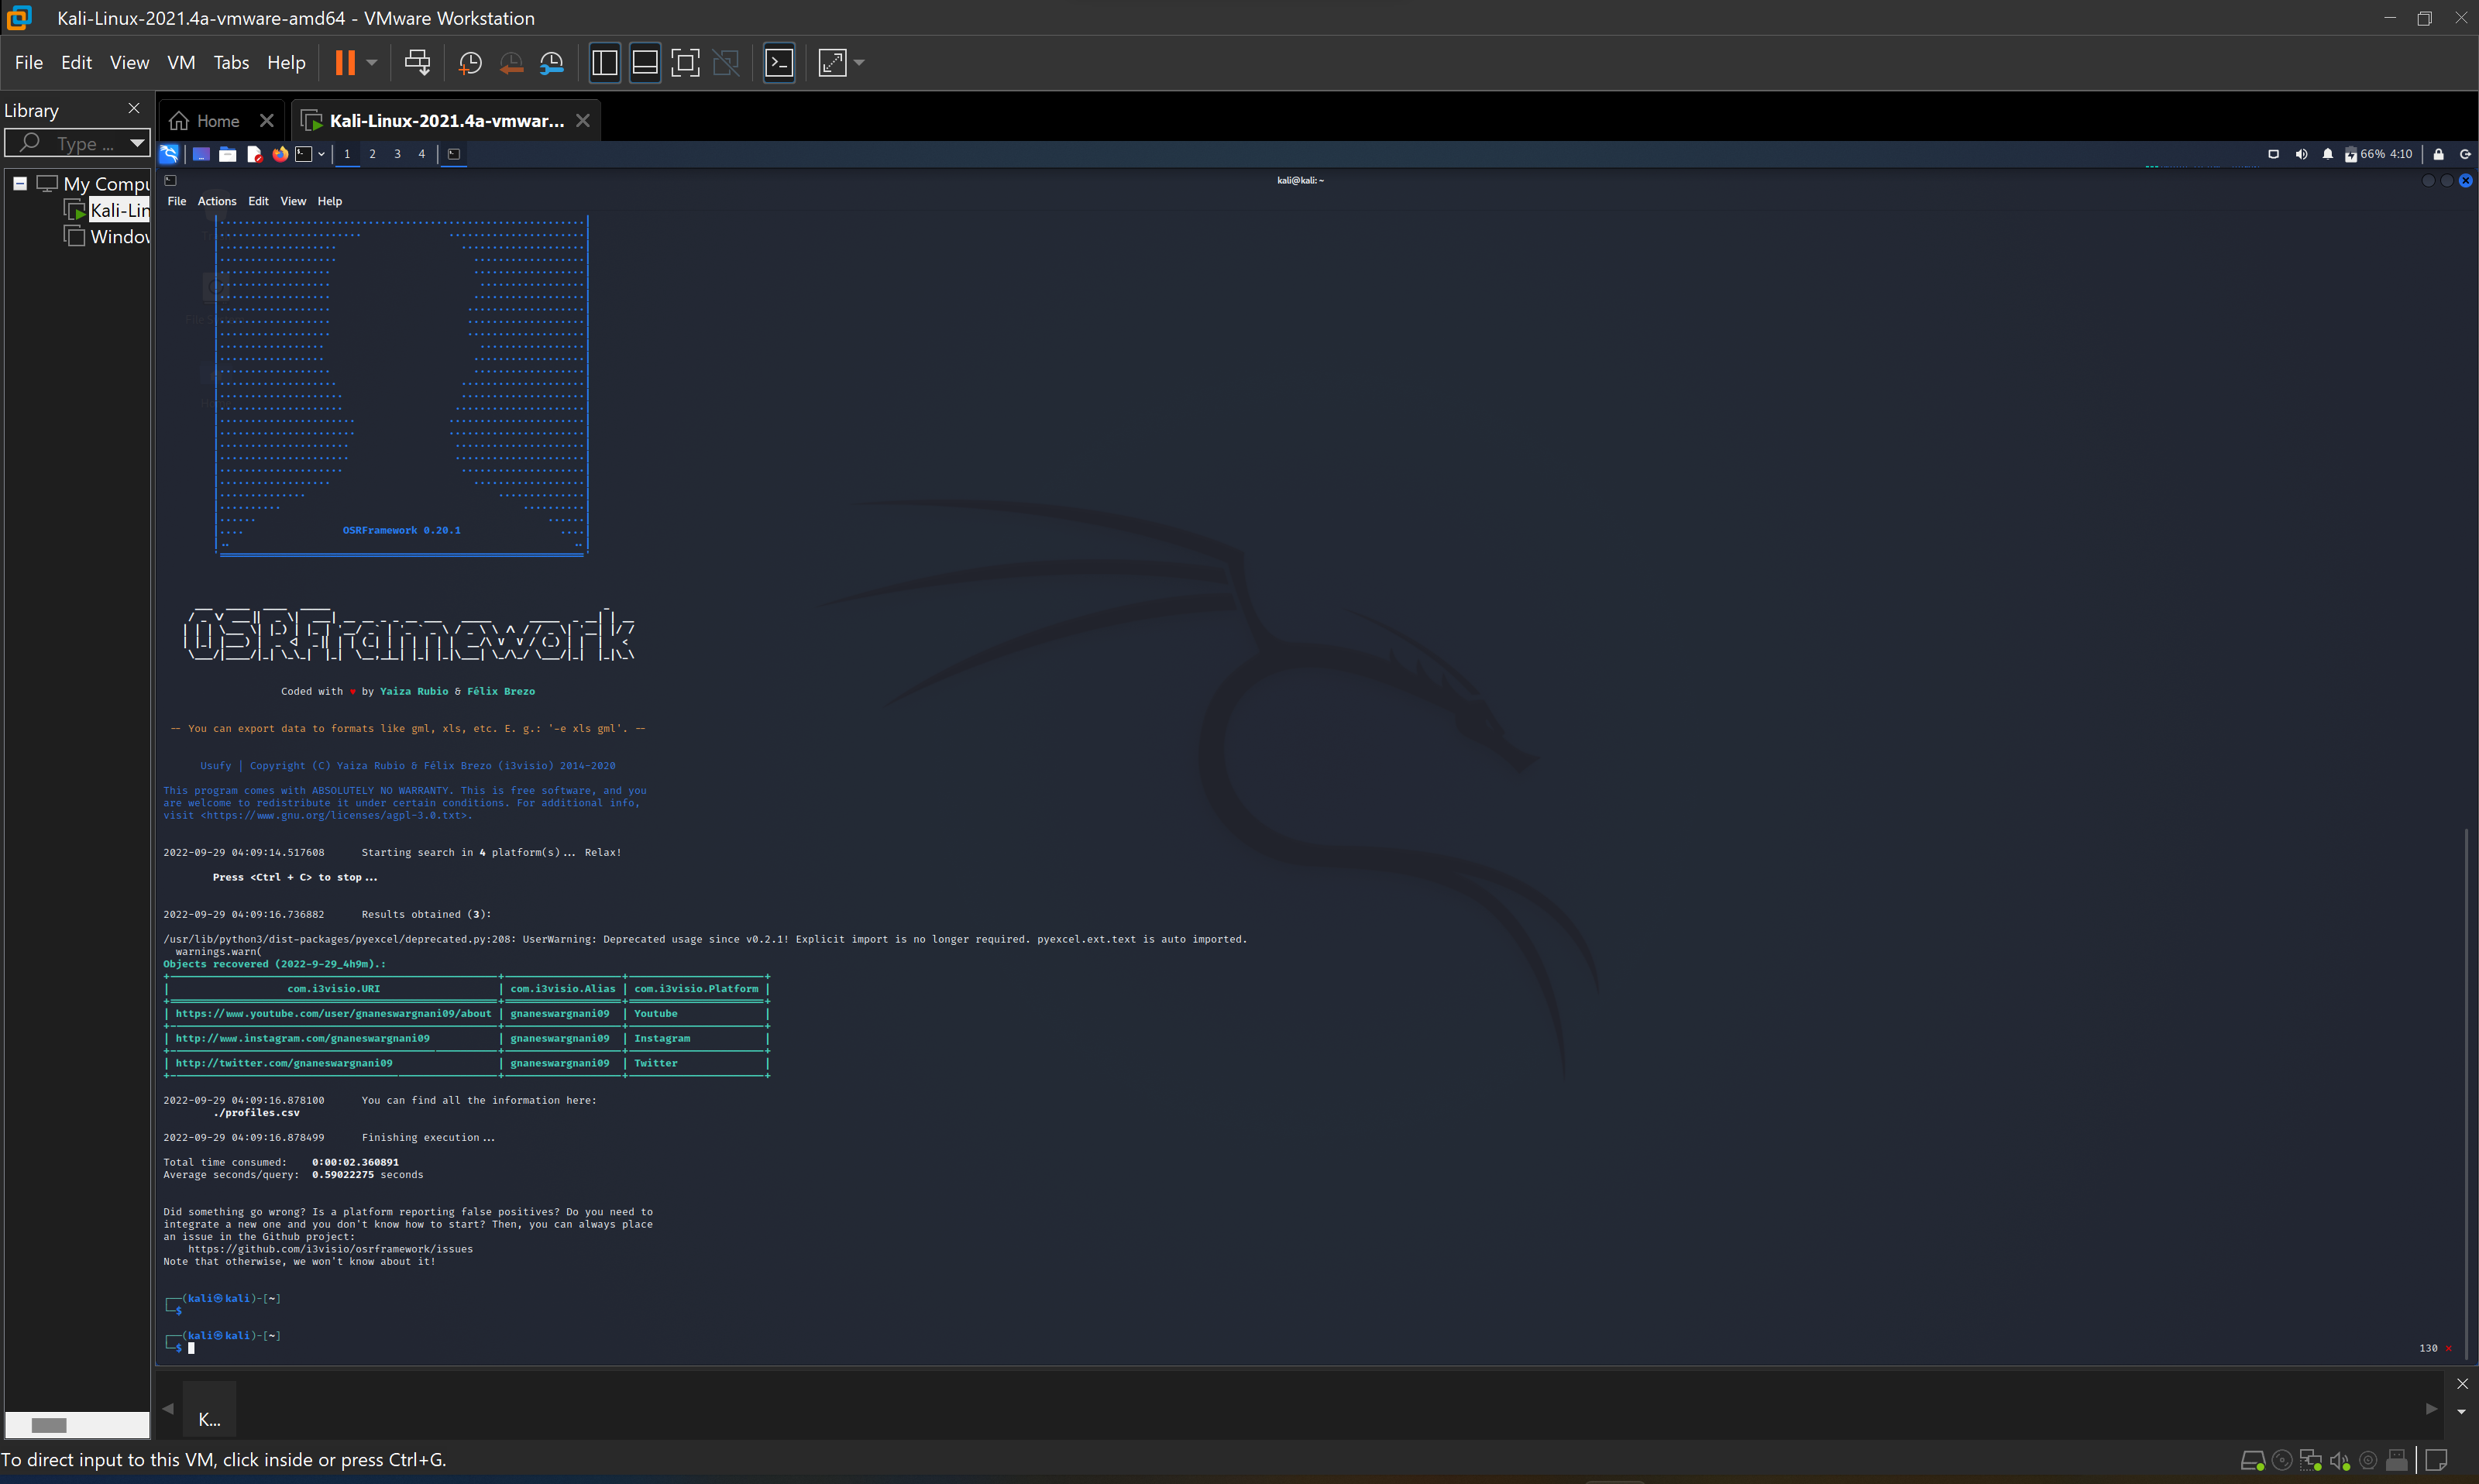 Kali-Linux-2021.4a-vmware-amd64 - VMware Workstation
File Edit View VM Tabs Help
Library
Type ...
My Compu
Kali-Lin
Window
Home
Kali-Linux-2021.4a-vmwar...
1 2 3 4
66% 4:10
kali@kali: ~
File Actions Edit View Help
OSRFramework 0.20.1
OSRFramework
Coded with ♥ by Yaiza Rubio & Félix Brezo
-- You can export data to formats like gml, xls, etc. E. g.: '-e xls gml'. --
Usufy | Copyright (C) Yaiza Rubio & Félix Brezo (i3visio) 2014-2020
This program comes with ABSOLUTELY NO WARRANTY. This is free software, and you
are welcome to redistribute it under certain conditions. For additional info,
visit <https://www.gnu.org/licenses/agpl-3.0.txt>.
2022-09-29 04:09:14.517608 Starting search in 4 platform(s)... Relax!
Press <Ctrl + C> to stop...
2022-09-29 04:09:16.736882 Results obtained (3):
/usr/lib/python3/dist-packages/pyexcel/deprecated.py:208: UserWarning: Deprecated usage since v0.2.1! Explicit import is no longer required. pyexcel.ext.text is auto imported.
warnings.warn(
Objects recovered (2022-9-29_4h9m).:
com.i3visio.URI | com.i3visio.Alias | com.i3visio.Platform
https://www.youtube.com/user/gnaneswargnani09/about | gnaneswargnani09 | Youtube
http://www.instagram.com/gnaneswargnani09 | gnaneswargnani09 | Instagram
http://twitter.com/gnaneswargnani09 | gnaneswargnani09 | Twitter
2022-09-29 04:09:16.878100 You can find all the information here:
./profiles.csv
2022-09-29 04:09:16.878499 Finishing execution...
Total time consumed: 0:00:02.360891
Average seconds/query: 0.59022275 seconds
Did something go wrong? Is a platform reporting false positives? Do you need to
integrate a new one and you don't know how to start? Then, you can always place
an issue in the Github project:
https://github.com/i3visio/osrframework/issues
Note that otherwise, we won't know about it!
┌──(kali㉿kali)-[~]
└─$
┌──(kali㉿kali)-[~]
└─$
130 ×
K...
To direct input to this VM, click inside or press Ctrl+G.